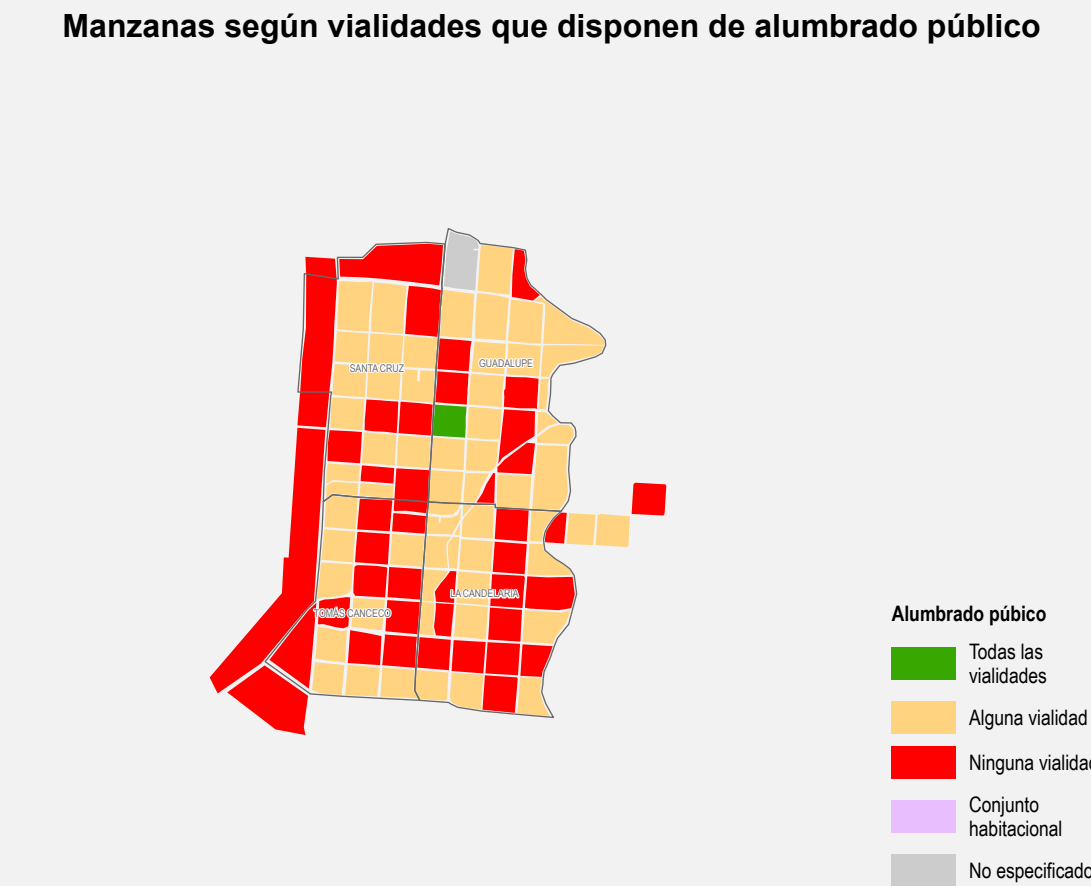 Manzanas según vialidades que disponen de alumbrado público
SANTA CRUZ
GUADALUPE
LA CANDELARIA
TOMÁS CANCECO
Alumbrado púbico
Todas las
vialidades
Alguna vialidad
Ninguna vialidad
Conjunto
habitacional
No especificado